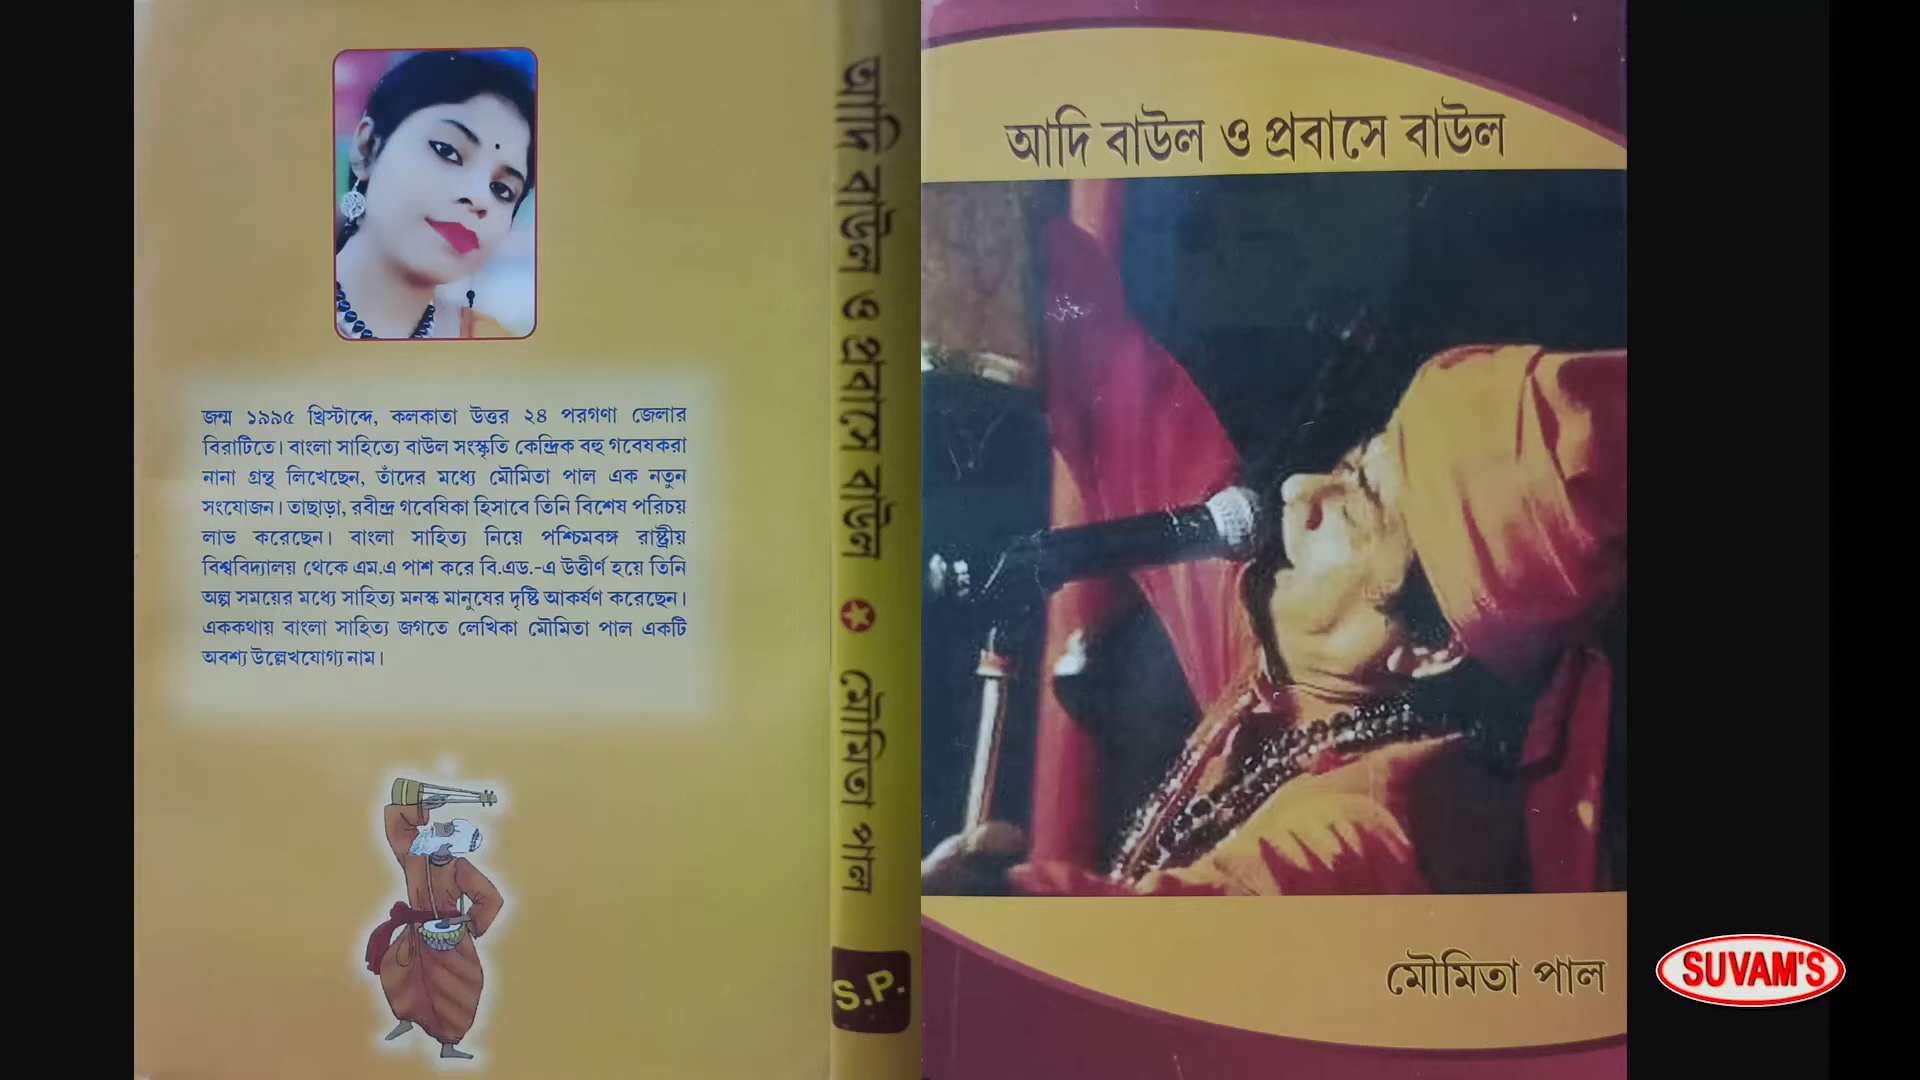 জন্ম ১৯৯৫ খ্রিস্টাব্দে, কলকাতা উত্তর ২৪ পরগণা জেলার
বিরাটিতে। বাংলা সাহিত্যে বাউল সংস্কৃতি কেন্দ্রিক বহু গবেষকরা
নানা গ্রন্থ লিখেছেন, তাঁদের মধ্যে মৌমিতা পাল এক নতুন
সংযোজন। তাছাড়া, রবীন্দ্র গবেষিকা হিসাবে তিনি বিশেষ পরিচয়
লাভ করেছেন। বাংলা সাহিত্য নিয়ে পশ্চিমবঙ্গ রাষ্ট্রীয়
বিশ্ববিদ্যালয় থেকে এম.এ পাশ করে বি.এড.-এ উত্তীর্ণ হয়ে তিনি
অল্প সময়ের মধ্যে সাহিত্য মনস্ক মানুষের দৃষ্টি আকর্ষণ করেছেন।
এককথায় বাংলা সাহিত্য জগতে লেখিকা মৌমিতা পাল একটি
অবশ্য উল্লেখযোগ্য নাম।
আদি বাউল ও প্রবাসে বাউল মৌমিতা পাল
S.P.
আদি বাউল ও প্রবাসে বাউল
মৌমিতা পাল
SUVAM'S